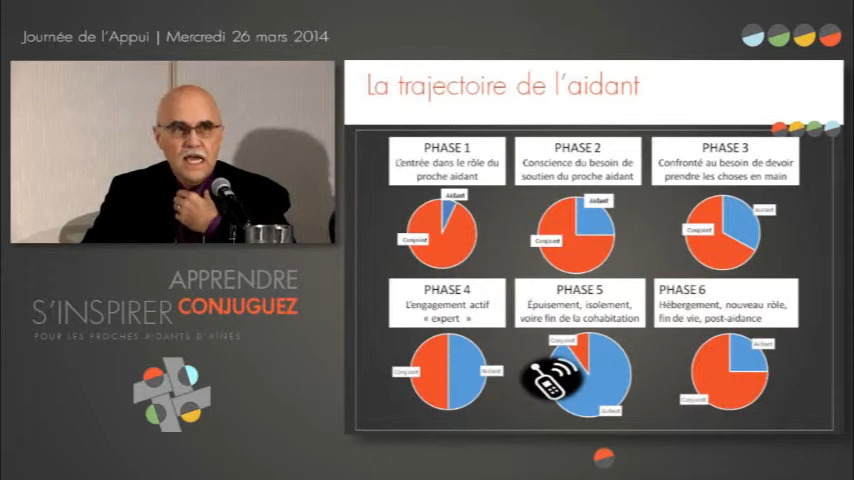 Journée de l'Appui | Mercredi 26 mars 2014
La trajectoire de l'aidant
PHASE 1
L'entrée dans le rôle du
proche aidant
Aidant
Conjoint
PHASE 2
Conscience du besoin de
soutien du proche aidant
Aidant
Conjoint
PHASE 3
Confronté au besoin de devoir
prendre les choses en main
Aidant
Conjoint
PHASE 4
L'engagement actif
« expert »
Conjoint
Aidant
PHASE 5
Épuisement, isolement,
voire fin de la cohabitation
Conjoint
Aidant
PHASE 6
Hébergement, nouveau rôle,
fin de vie, post-aidance
Aidant
Conjoint
APPRENDRE
S'INSPIRER CONJUGUEZ
POUR LES PROCHES AIDANTS D'AÎNÉS